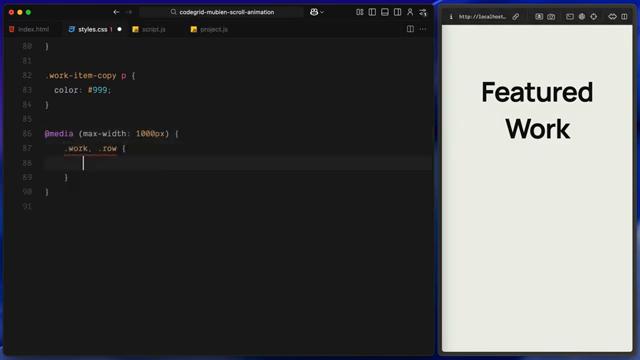 codegrid-mubien-scroll-animation
index.html
styles.css 1
script.js
project.js
80 }
81
82 .work-item-copy p {
83 color: #999;
84 }
85
86 @media (max-width: 1000px) {
87 .work, .row {
88
89 }
90 }
91
http://localhost...
Featured
Work